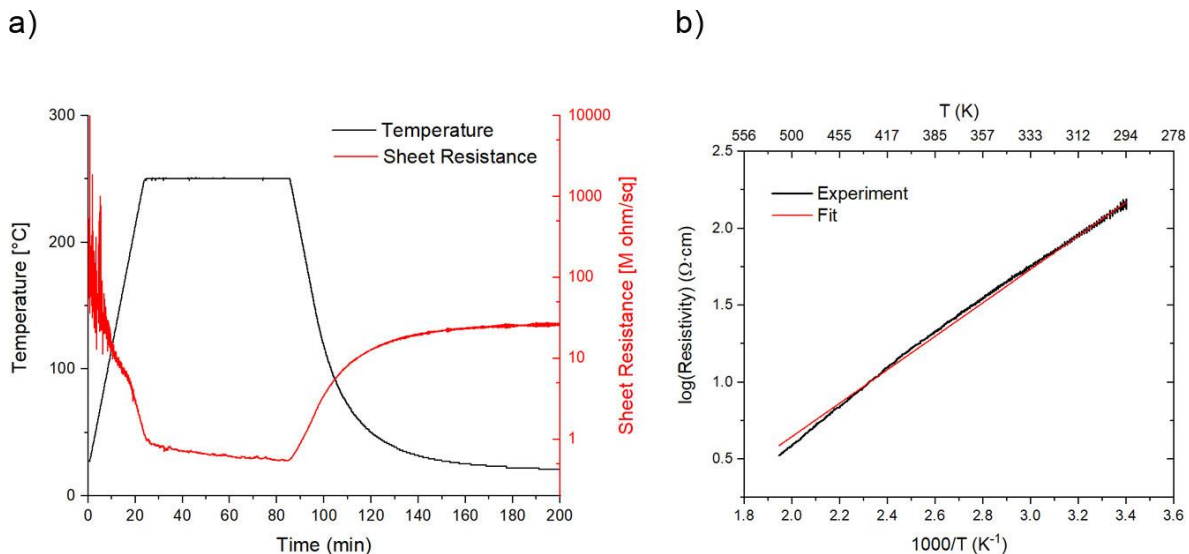 a)
b)
Temperature
Sheet Resistance
300
250
200
150
100
50
0
Temperature [°C]
10000
1000
100
10
1
Sheet Resistance [M ohm/sq]
0 20 40 60 80 100 120 140 160 180 200
Time (min)
T (K)
556 500 455 417 385 357 333 312 294 278
Experiment
Fit
2.5
2.0
1.5
1.0
0.5
log(Resistivity) (Ω·cm)
1.8 2.0 2.2 2.4 2.6 2.8 3.0 3.2 3.4 3.6
1000/T (K⁻¹)